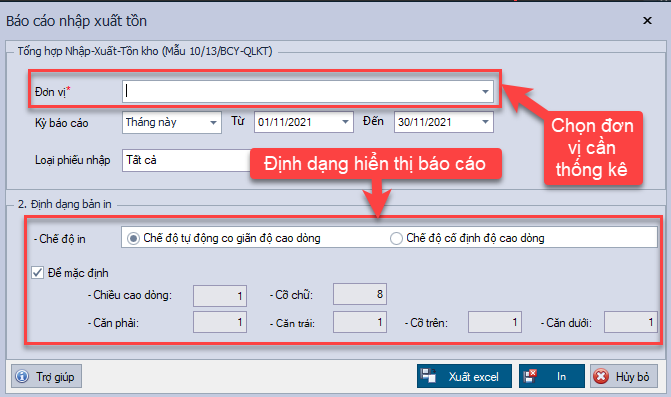 Báo cáo nhập xuất tồn
Tổng hợp Nhập-Xuất-Tồn kho (Mẫu 10/13/BCY-QLKT)
Đơn vị*
Kỳ báo cáo Tháng này Từ 01/11/2021 Đến 30/11/2021
Chọn đơn
vị cần
thống kê
Loại phiếu nhập Tất cả
Định dạng hiển thị báo cáo
2. Định dạng bản in
- Chế độ in Chế độ tự động co giãn độ cao dòng Chế độ cố định độ cao dòng
Để mặc định
- Chiều cao dòng: 1 - Cỡ chữ: 8
- Căn phải: 1 - Căn trái: 1 - Cỡ trên: 1 - Căn dưới: 1
Trợ giúp Xuất excel In Hủy bỏ